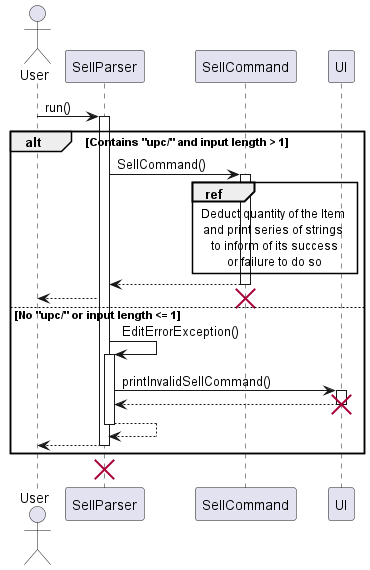 User
SellParser
SellCommand
UI
run()
alt
[Contains "upc/" and input length > 1]
SellCommand()
ref
Deduct quantity of the Item
and print series of strings
to inform of its success
or failure to do so
[No "upc/" or input length <= 1]
EditErrorException()
printInvalidSellCommand()
User
SellParser
SellCommand
UI